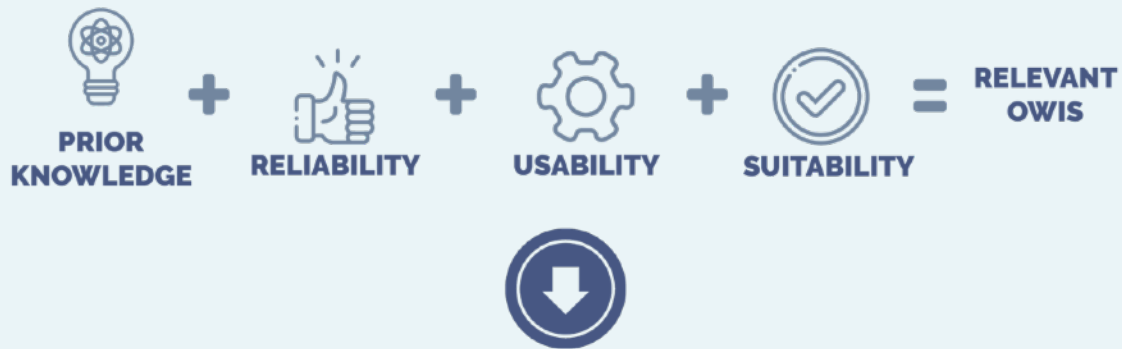 PRIOR
KNOWLEDGE
+
RELIABILITY
+
USABILITY
+
SUITABILITY
=
RELEVANT
OWIS